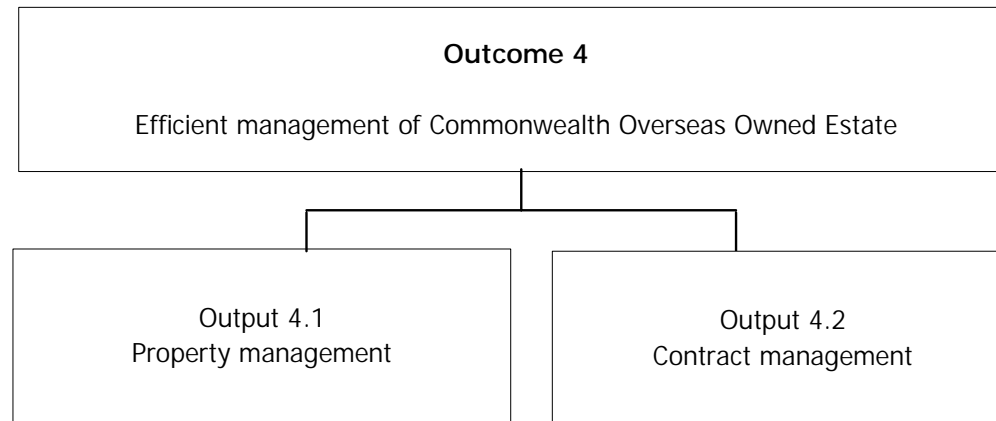 Outcome 4
Efficient management of Commonwealth Overseas Owned Estate
Output 4.1
Property management
Output 4.2
Contract management